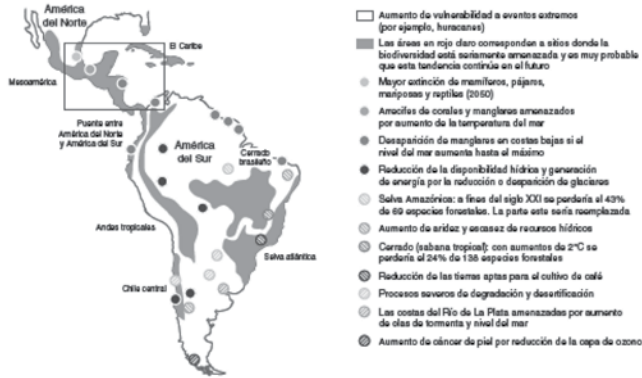 América
del Norte
El Caribe
Mesoamérica
Puente entre
América del Norte
y América del Sur
América
del Sur
Cerrado
brasileño
Andes tropicales
Selva atlántica
Chile central
Aumento de vulnerabilidad a eventos extremos
(por ejemplo, huracanes)
Las áreas en rojo claro corresponden a sitios donde la
biodiversidad está seriamente amenazada y es muy probable
que esta tendencia continúe en el futuro
Mayor extinción de mamíferos, pájaros,
mariposas y reptiles (2050)
Arrecifes de corales y manglares amenazados
por aumento de la temperatura del mar
Desaparición de manglares en costas bajas si el
nivel del mar aumenta hasta el máximo
Reducción de la disponibilidad hídrica y generación
de energía por la reducción o desparición de glaciares
Selva Amazónica: a fines del siglo XXI se perdería el 43%
de 69 especies forestales. La parte este sería reemplazada
Aumento de aridez y escasez de recursos hídricos
Cerrado (sabana tropical): con aumentos de 2°C se
perdería el 24% de 138 especies forestales
Reducción de las tierras aptas para el cultivo de café
Procesos severos de degradación y desertificación
Las costas del Río de La Plata amenazadas por aumento
de olas de tormenta y nivel del mar
Aumento de cáncer de piel por reducción de la capa de ozono